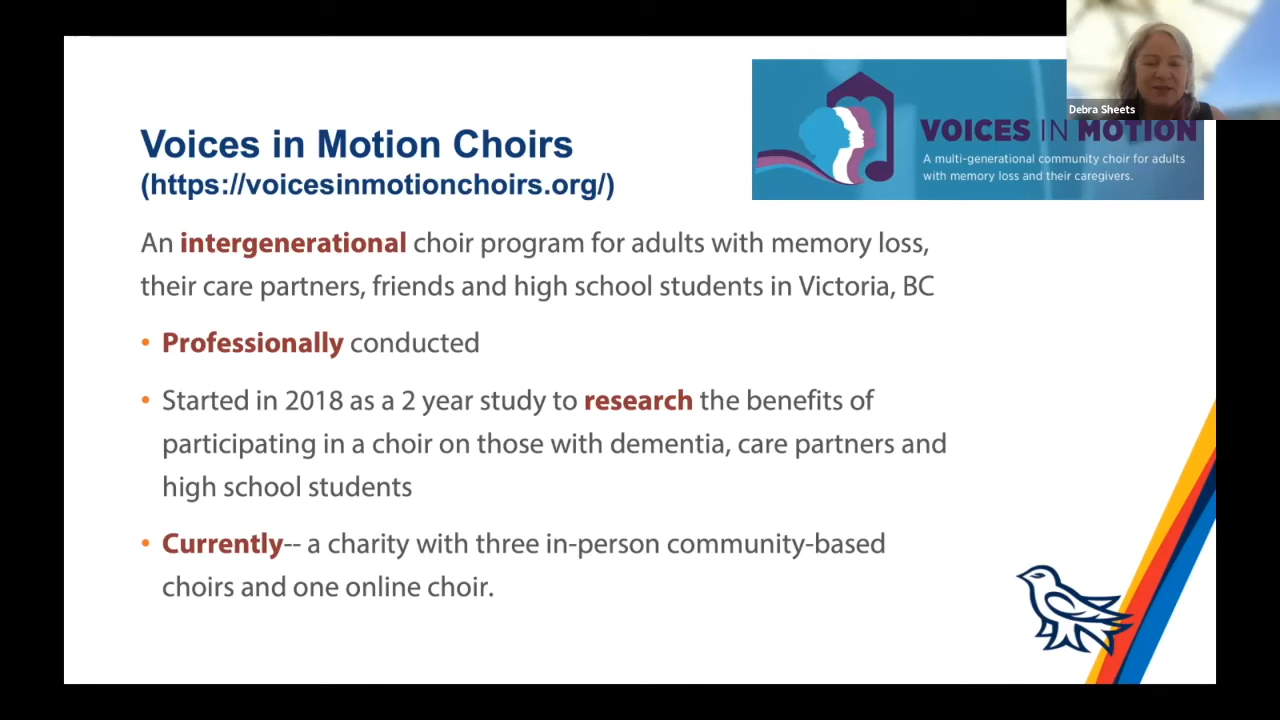 Debra Sheets
VOICES IN MOTION
A multi-generational community choir for adults
with memory loss and their caregivers.
Voices in Motion Choirs
(https://voicesinmotionchoirs.org/)
An intergenerational choir program for adults with memory loss,
their care partners, friends and high school students in Victoria, BC
• Professionally conducted
• Started in 2018 as a 2 year study to research the benefits of
participating in a choir on those with dementia, care partners and
high school students
• Currently-- a charity with three in-person community-based
choirs and one online choir.